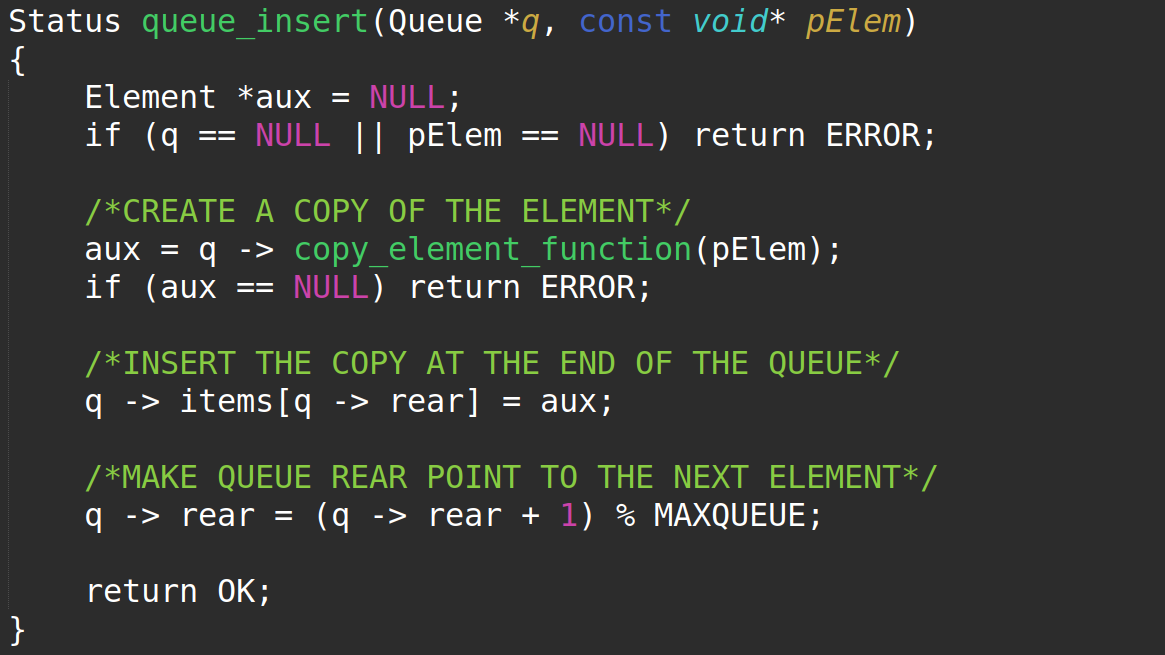 Status queue_insert(Queue *q, const void* pElem)
{
    Element *aux = NULL;
    if (q == NULL || pElem == NULL) return ERROR;

    /*CREATE A COPY OF THE ELEMENT*/
    aux = q -> copy_element_function(pElem);
    if (aux == NULL) return ERROR;

    /*INSERT THE COPY AT THE END OF THE QUEUE*/
    q -> items[q -> rear] = aux;

    /*MAKE QUEUE REAR POINT TO THE NEXT ELEMENT*/
    q -> rear = (q -> rear + 1) % MAXQUEUE;

    return OK;
}